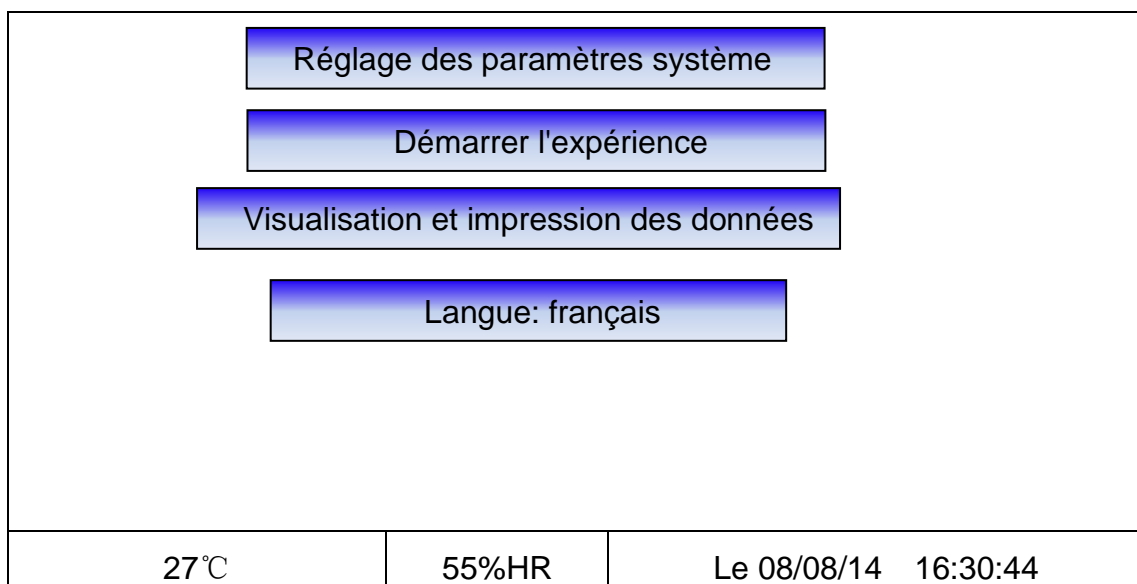 Réglage des paramètres système
Démarrer l'expérience
Visualisation et impression des données
Langue: français
27℃ 55%HR Le 08/08/14 16:30:44